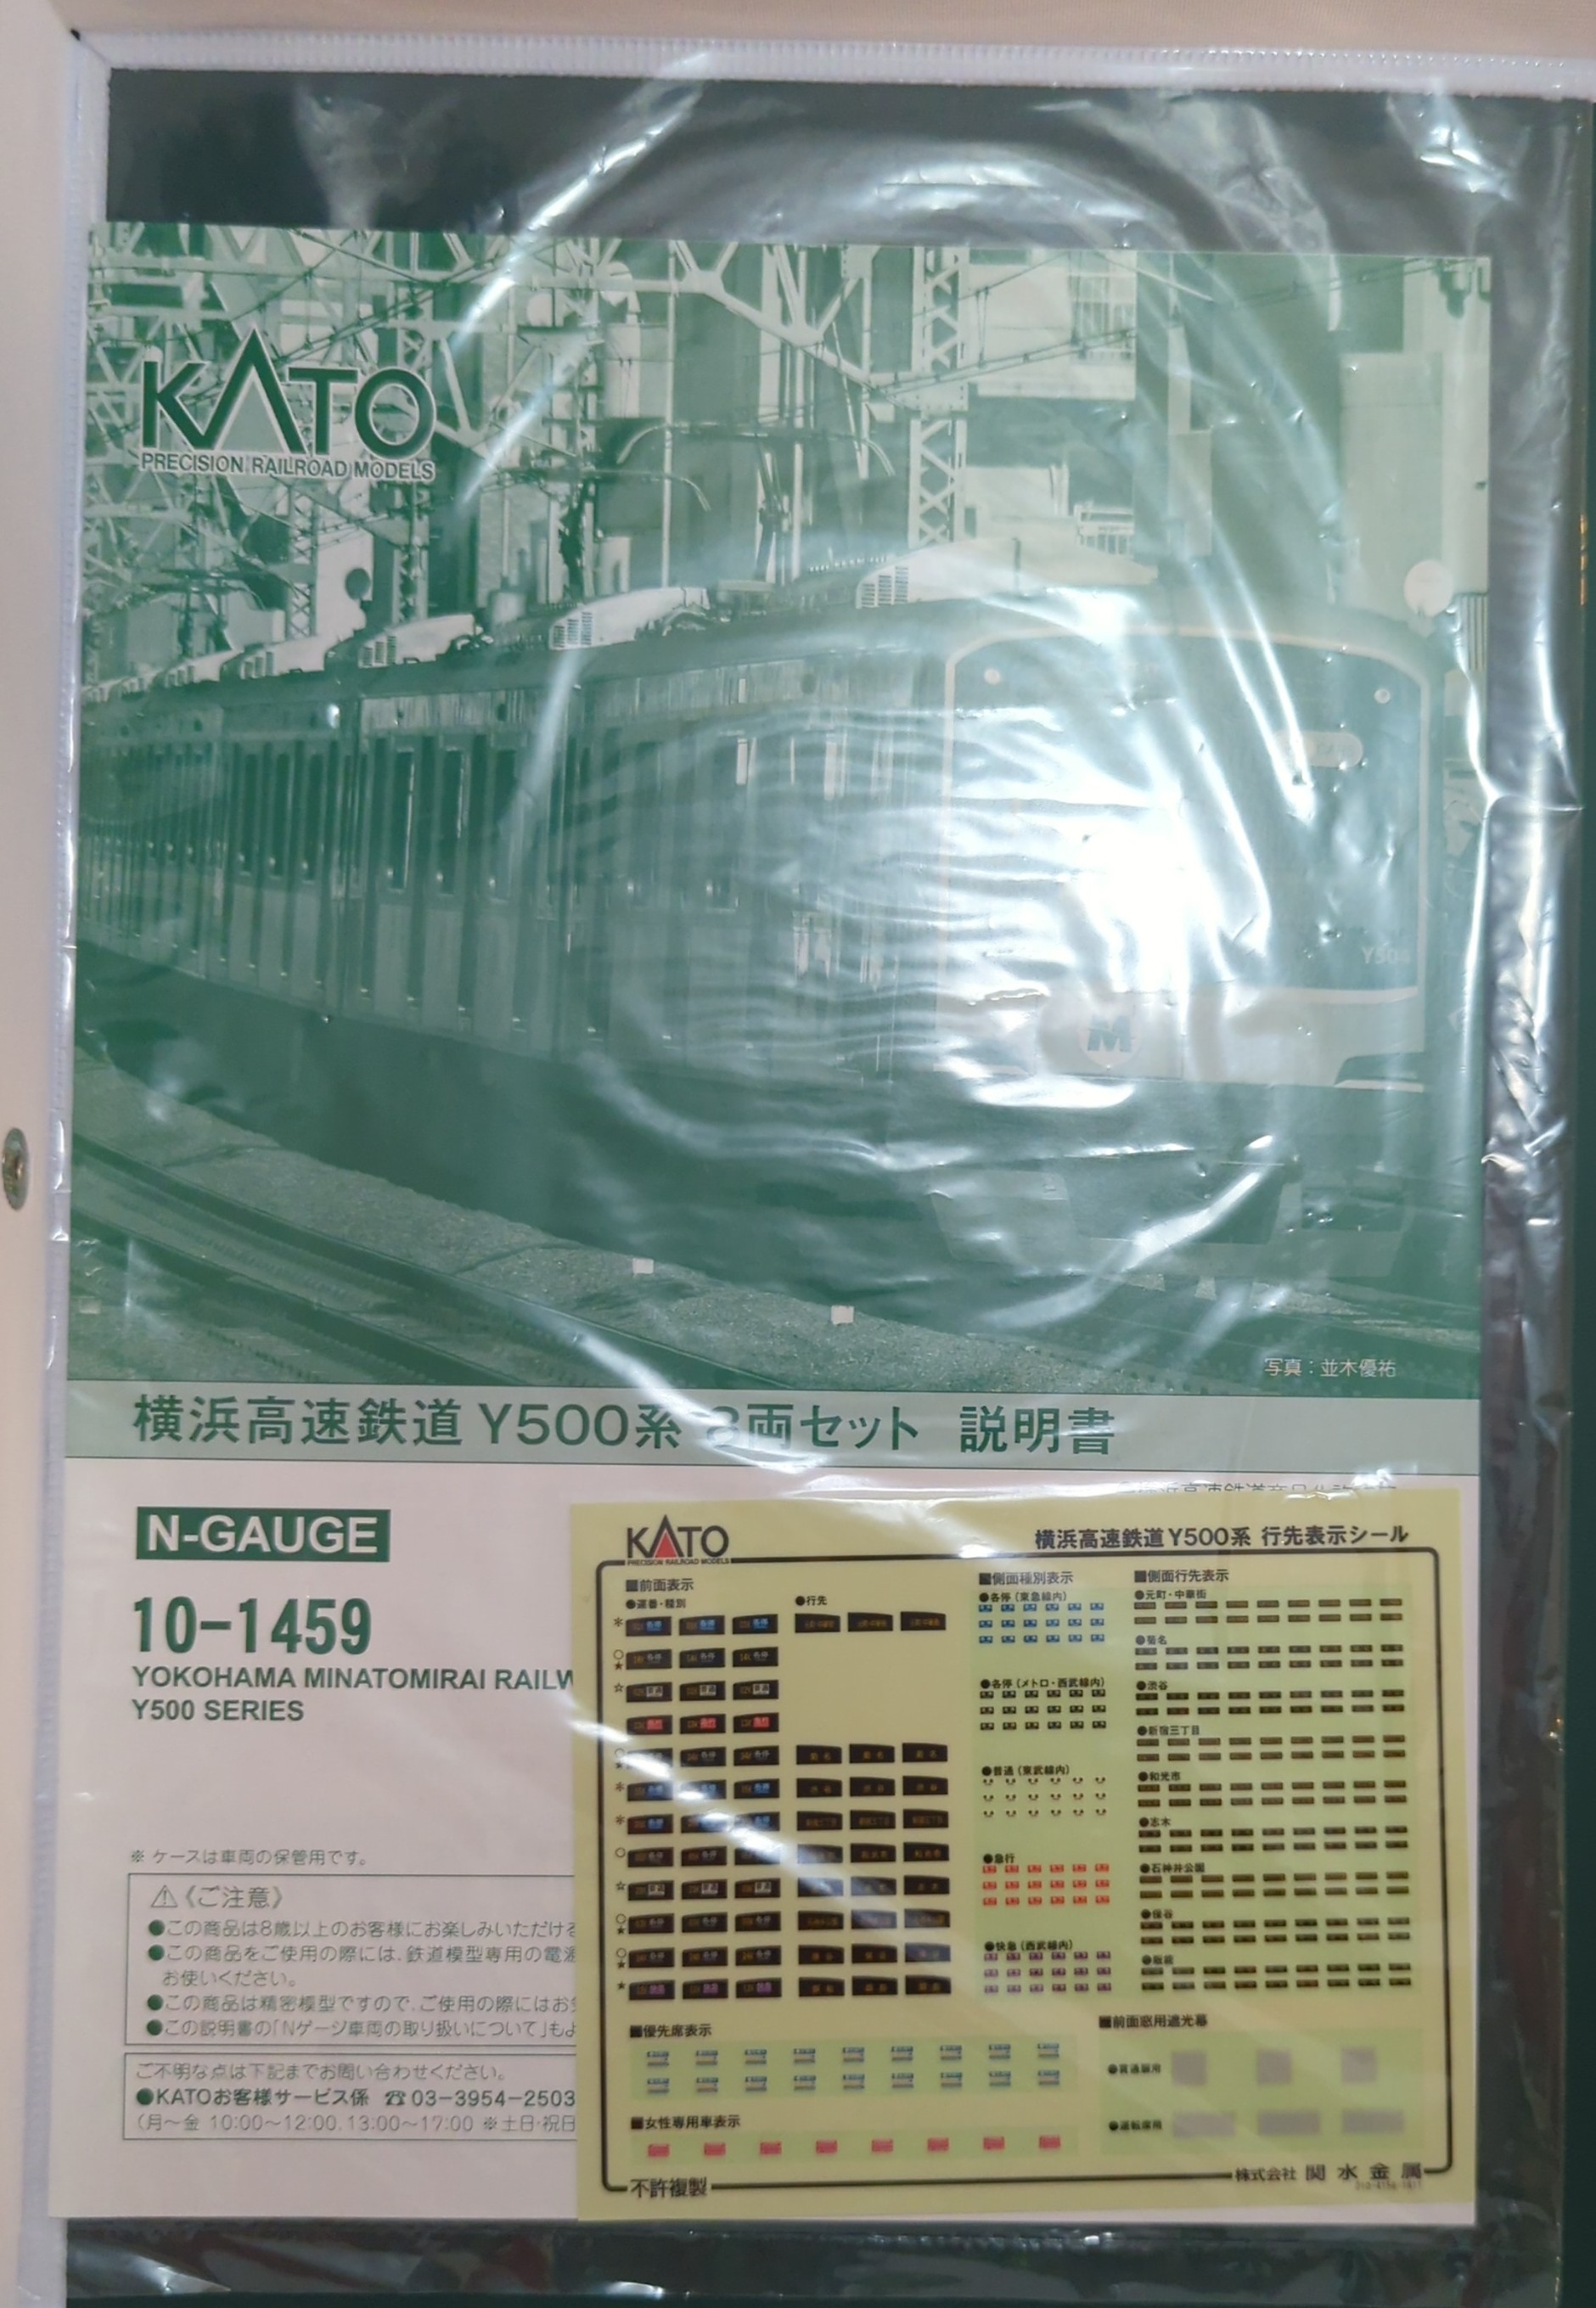 KATO
PRECISION RAILROAD MODELS
Y50
M
写真：並木優祐
横浜高速鉄道 Y500系 8両セット 説明書
N-GAUGE
10-1459
YOKOHAMA MINATOMIRAI RAILW
Y500 SERIES
※ ケースは車両の保管用です。
⚠《ご注意》
●この商品は8歳以上のお客様にお楽しみいただける
●この商品をご使用の際には、鉄道模型専用の電源
お使いください。
●この商品は精密模型ですので、ご使用の際にはお
●この説明書の「Nゲージ車両の取り扱いについて」もよ
ご不明な点は下記までお問い合わせください。
●KATOお客様サービス係 ☎03-3954-2503
(月～金 10:00～12:00、13:00～17:00 ※土日・祝日
KATO
PRECISION RAILROAD MODELS
横浜高速鉄道Y500系 行先表示シール
■前面表示
●運番・種別
●行先
■側面種別表示
●各停（東急線内）
●各停（メトロ・西武線内）
●普通（東武線内）
●急行
●快急（西武線内）
■側面行先表示
●元町・中華街
●菊名
●渋谷
●新宿三丁目
●和光市
●志木
●石神井公園
●保谷
●飯能
■優先席表示
■女性専用車表示
■前面窓用遮光幕
●貫通扉用
●運転席用
不許複製
株式会社 関水金属